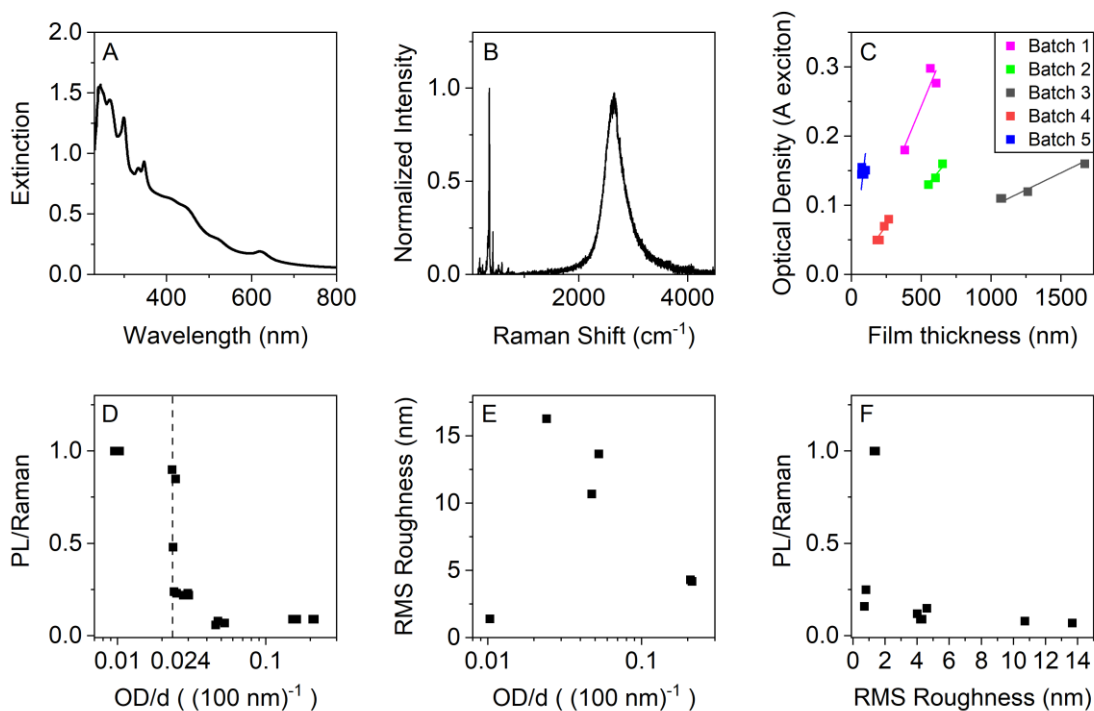 A
Extinction
2.0
1.5
1.0
0.5
0.0
400
600
800
Wavelength (nm)
B
Normalized Intensity
1.0
0.5
0.0
2000
4000
Raman Shift (cm⁻¹)
C
Optical Density (A exciton)
0.3
0.2
0.1
0.0
0
500
1000
1500
Film thickness (nm)
Batch 1
Batch 2
Batch 3
Batch 4
Batch 5
D
PL/Raman
1.0
0.5
0.0
0.01
0.024
0.1
OD/d ( (100 nm)⁻¹)
E
RMS Roughness (nm)
15
10
5
0
0.01
0.1
OD/d ( (100 nm)⁻¹)
F
PL/Raman
1.0
0.5
0.0
0
2
4
6
8
10
12
14
RMS Roughness (nm)